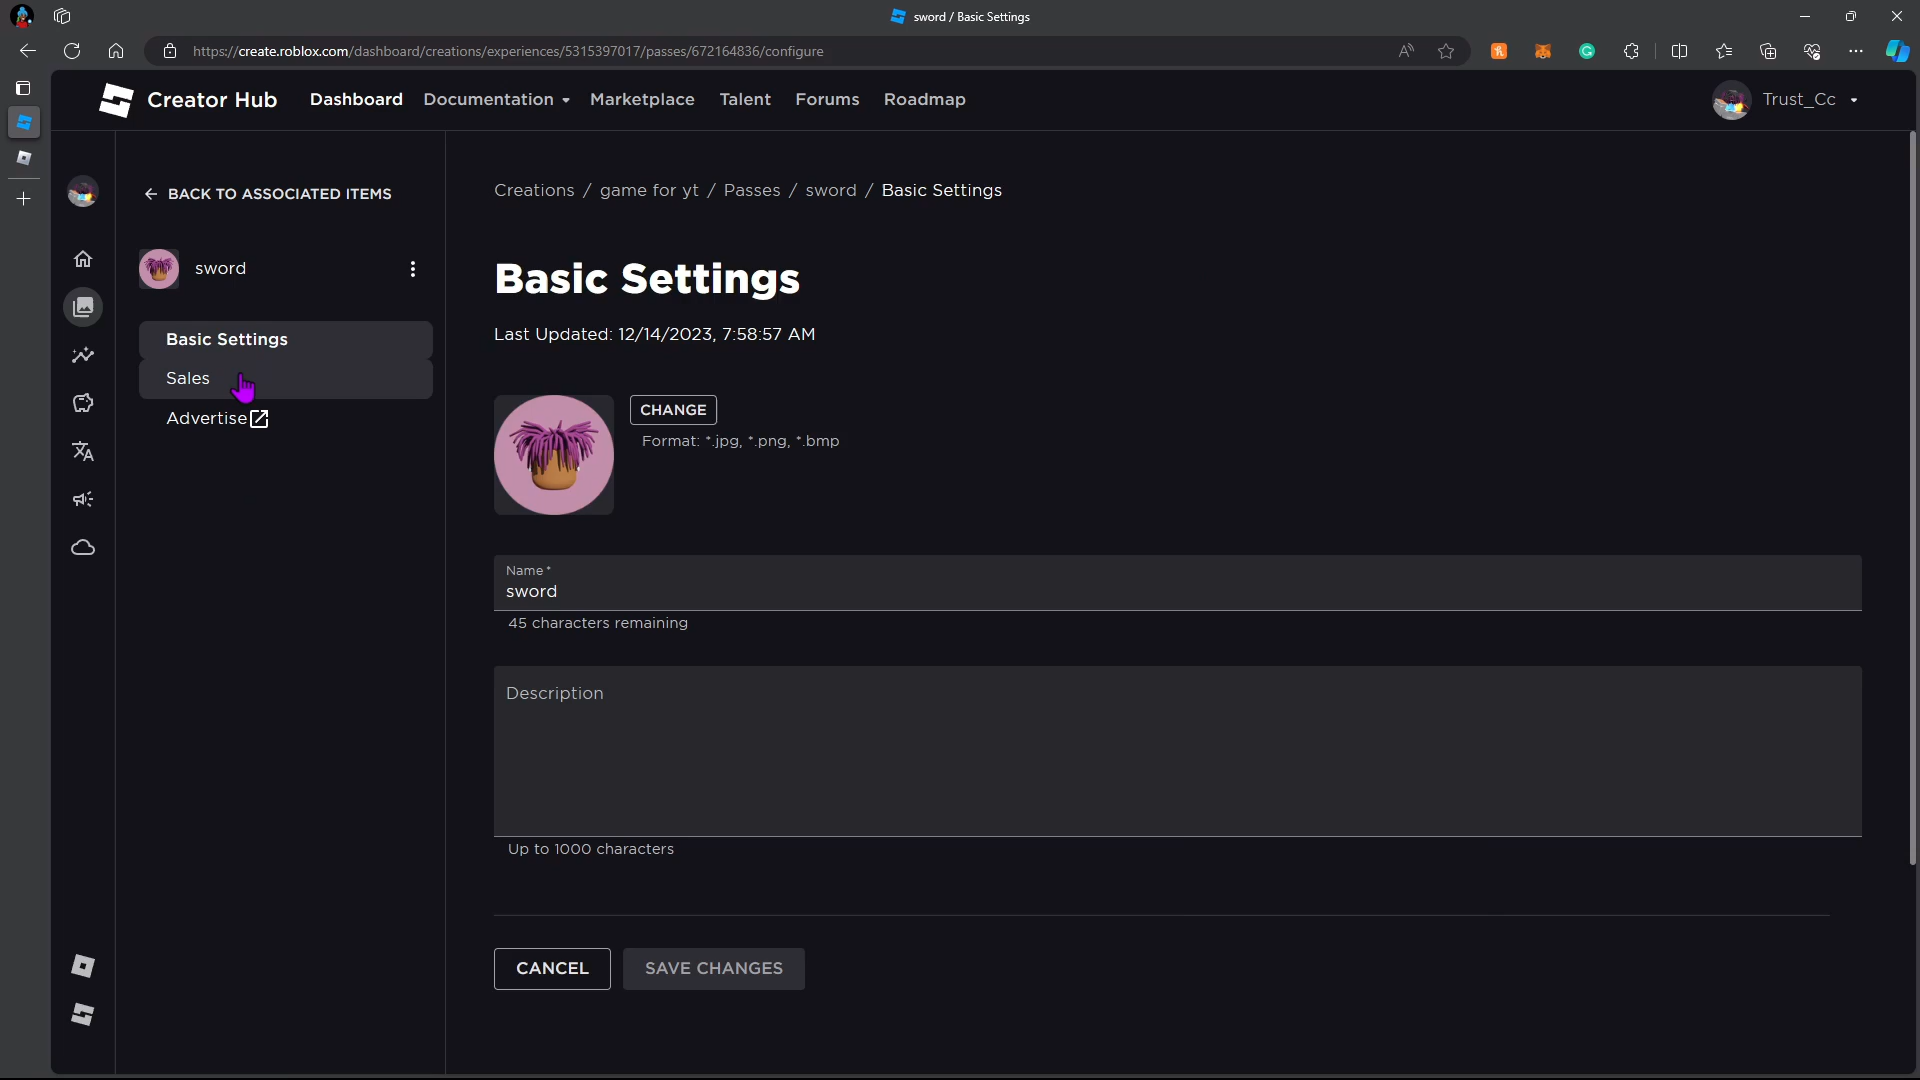 sword / Basic Settings
https://create.roblox.com/dashboard/creations/experiences/5315397017/passes/672164836/configure
Creator Hub
Dashboard
Documentation
Marketplace
Talent
Forums
Roadmap
Trust_Cc
BACK TO ASSOCIATED ITEMS
sword
Basic Settings
Sales
Advertise
Creations / game for yt / Passes / sword / Basic Settings
Basic Settings
Last Updated: 12/14/2023, 7:58:57 AM
CHANGE
Format: *.jpg, *.png, *.bmp
Name*
sword
45 characters remaining
Description
Up to 1000 characters
CANCEL
SAVE CHANGES